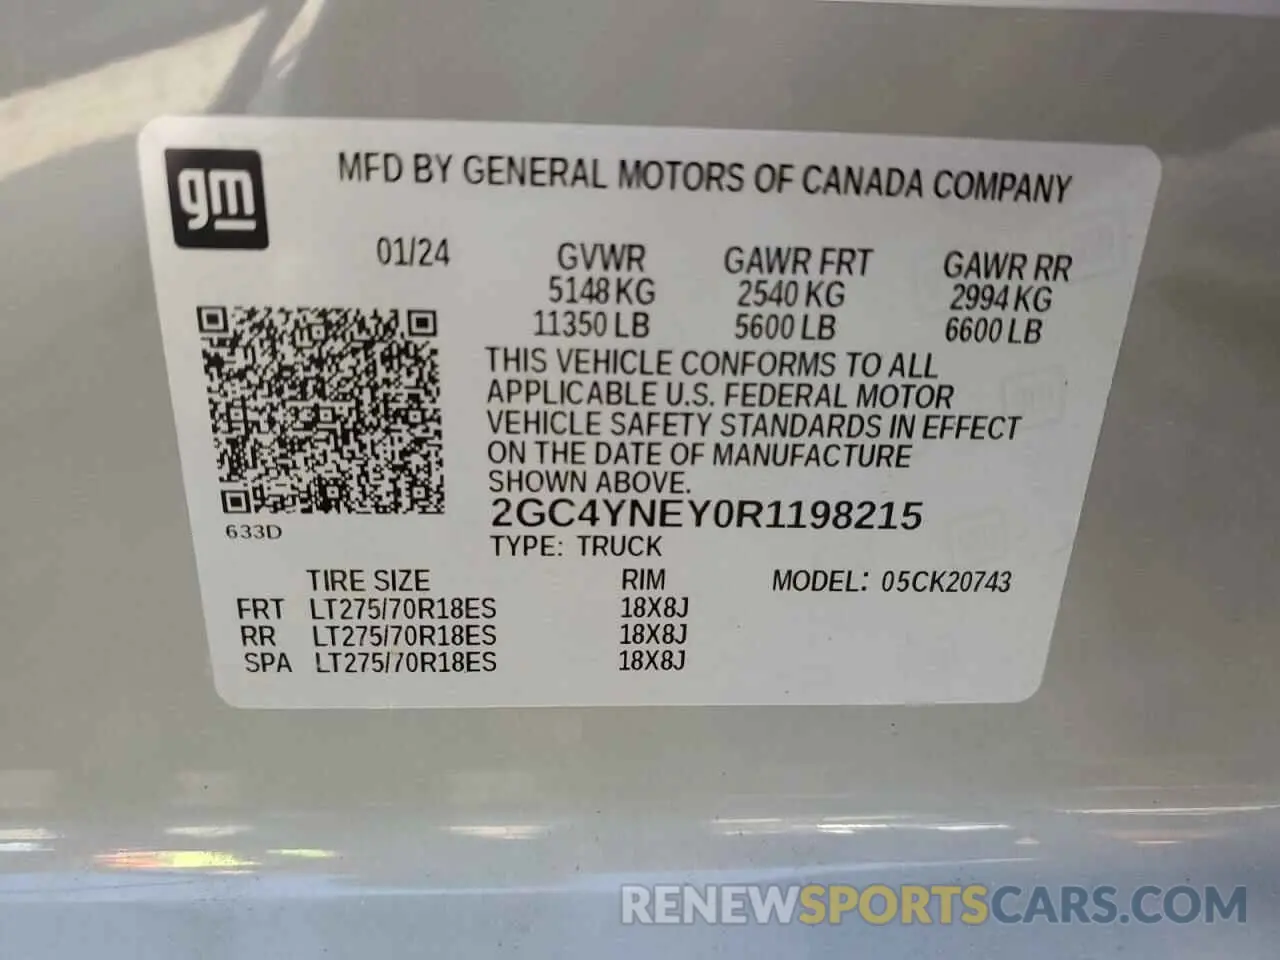 gm
MFD BY GENERAL MOTORS OF CANADA COMPANY
01/24
GVWR GAWR FRT GAWR RR
5148 KG 2540 KG 2994 KG
11350 LB 5600 LB 6600 LB
THIS VEHICLE CONFORMS TO ALL
APPLICABLE U.S. FEDERAL MOTOR
VEHICLE SAFETY STANDARDS IN EFFECT
ON THE DATE OF MANUFACTURE
SHOWN ABOVE.
2GC4YNEY0R1198215
633D
TYPE: TRUCK
TIRE SIZE RIM MODEL: 05CK20743
FRT LT275/70R18ES 18X8J
RR LT275/70R18ES 18X8J
SPA LT275/70R18ES 18X8J
RENEWSPORTSCARS.COM